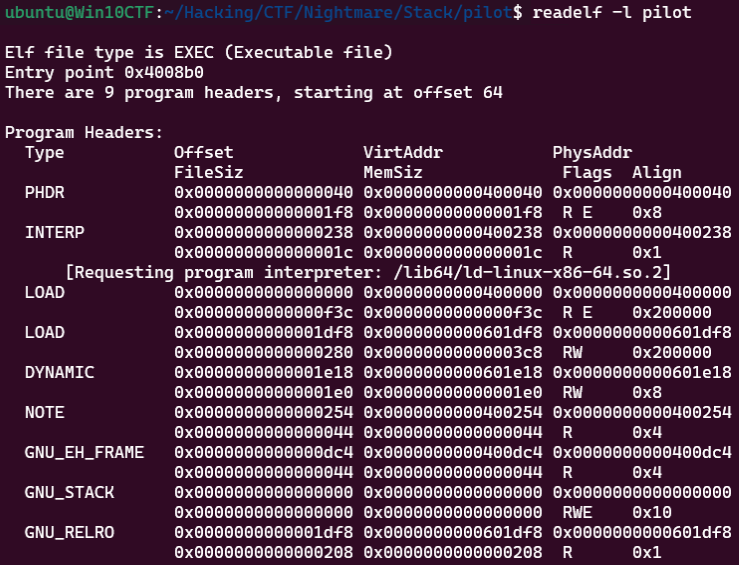 ubuntu@Win10CTF:~/Hacking/CTF/Nightmare/Stack/pilot$ readelf -l pilot

Elf file type is EXEC (Executable file)
Entry point 0x4008b0
There are 9 program headers, starting at offset 64

Program Headers:
  Type           Offset             VirtAddr           PhysAddr
                 FileSiz            MemSiz              Flags  Align
  PHDR           0x0000000000000040 0x0000000000400040 0x0000000000400040
                 0x00000000000001f8 0x00000000000001f8  R E    0x8
  INTERP         0x0000000000000238 0x0000000000400238 0x0000000000400238
                 0x000000000000001c 0x000000000000001c  R      0x1
      [Requesting program interpreter: /lib64/ld-linux-x86-64.so.2]
  LOAD           0x0000000000000000 0x0000000000400000 0x0000000000400000
                 0x0000000000000f3c 0x0000000000000f3c  R E    0x200000
  LOAD           0x0000000000001df8 0x0000000000601df8 0x0000000000601df8
                 0x0000000000000280 0x00000000000003c8  RW     0x200000
  DYNAMIC        0x0000000000001e18 0x0000000000601e18 0x0000000000601e18
                 0x00000000000001e0 0x00000000000001e0  RW     0x8
  NOTE           0x0000000000000254 0x0000000000400254 0x0000000000400254
                 0x0000000000000044 0x0000000000000044  R      0x4
  GNU_EH_FRAME   0x0000000000000dc4 0x0000000000400dc4 0x0000000000400dc4
                 0x0000000000000044 0x0000000000000044  R      0x4
  GNU_STACK      0x0000000000000000 0x0000000000000000 0x0000000000000000
                 0x0000000000000000 0x0000000000000000  RWE    0x10
  GNU_RELRO      0x0000000000001df8 0x0000000000601df8 0x0000000000601df8
                 0x0000000000000208 0x0000000000000208  R      0x1